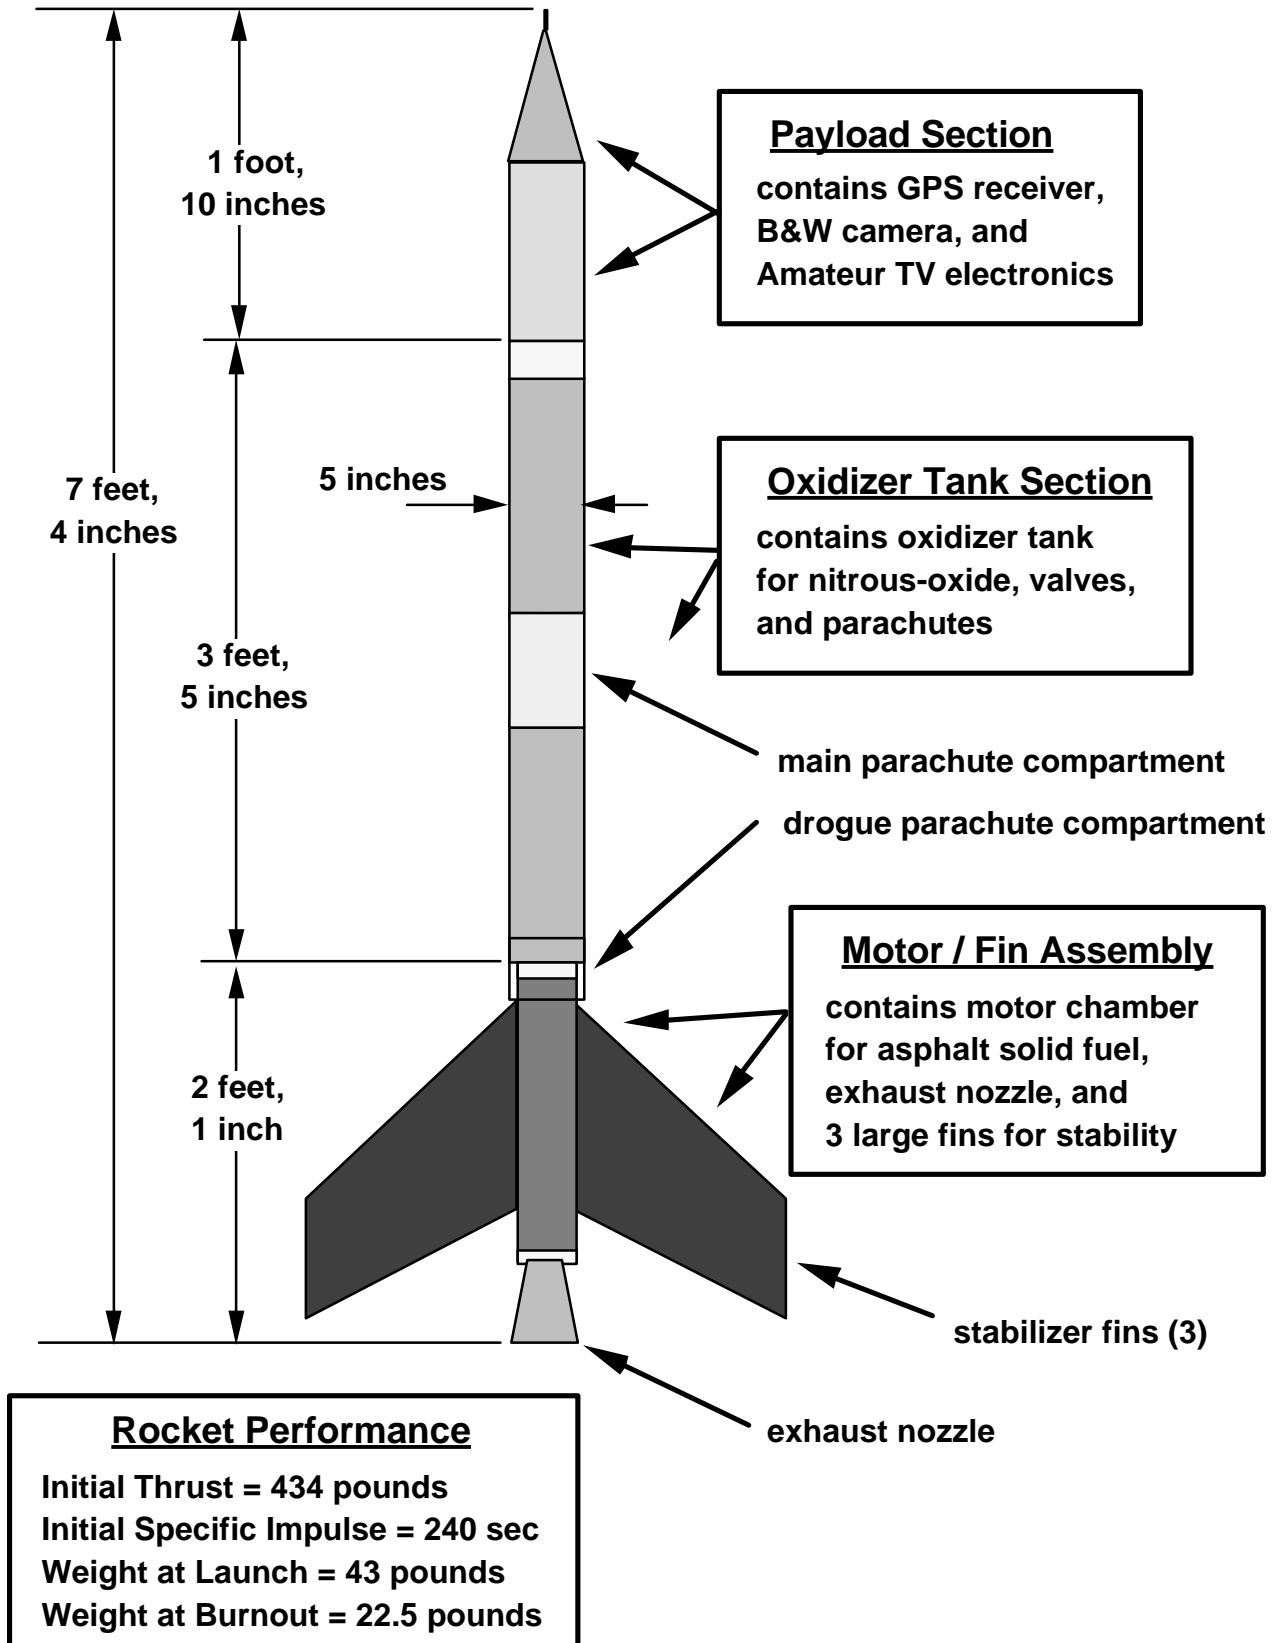 1 foot,
10 inches
Payload Section
contains GPS receiver,
B&W camera, and
Amateur TV electronics
7 feet,
4 inches
5 inches
Oxidizer Tank Section
contains oxidizer tank
for nitrous-oxide, valves,
and parachutes
3 feet,
5 inches
main parachute compartment
drogue parachute compartment
Motor / Fin Assembly
contains motor chamber
for asphalt solid fuel,
exhaust nozzle, and
3 large fins for stability
2 feet,
1 inch
stabilizer fins (3)
exhaust nozzle
Rocket Performance
Initial Thrust = 434 pounds
Initial Specific Impulse = 240 sec
Weight at Launch = 43 pounds
Weight at Burnout = 22.5 pounds